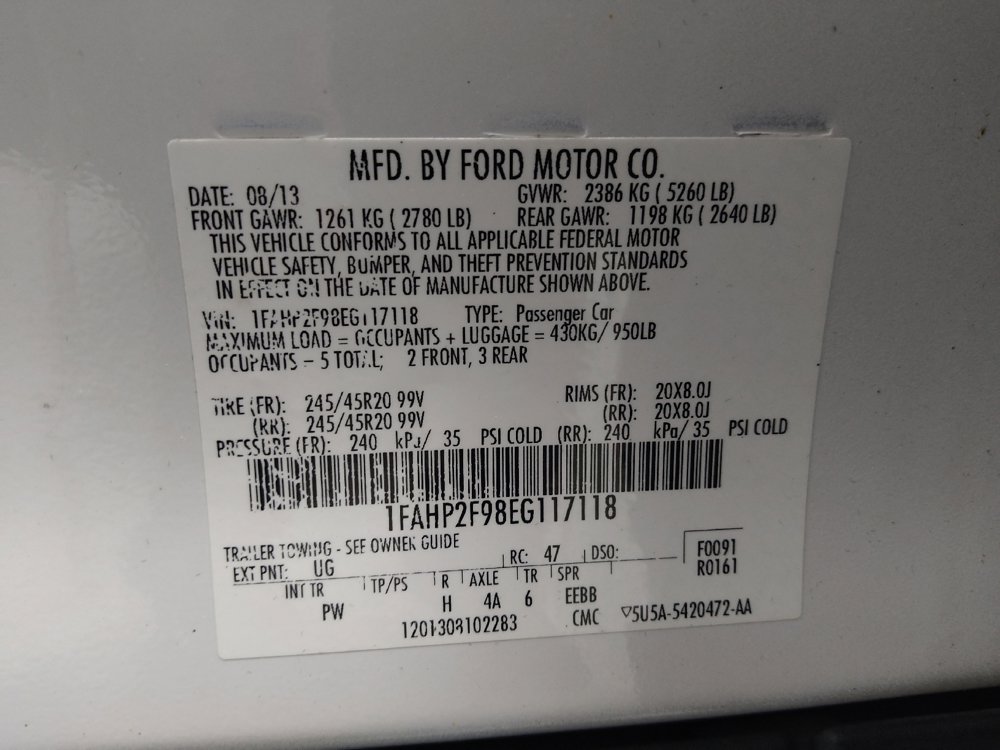 MFD. BY FORD MOTOR CO.
DATE: 08/13 GVWR: 2386 KG ( 5260 LB)
FRONT GAWR: 1261 KG ( 2780 LB) REAR GAWR: 1198 KG ( 2640 LB)
THIS VEHICLE CONFORMS TO ALL APPLICABLE FEDERAL MOTOR
VEHICLE SAFETY, BUMPER, AND THEFT PREVENTION STANDARDS
IN EFFECT ON THE DATE OF MANUFACTURE SHOWN ABOVE.
VIN: 1FAHP2F98EG117118 TYPE: Passenger Car
MAXIMUM LOAD = OCCUPANTS + LUGGAGE = 430KG/ 950LB
OCCUPANTS - 5 TOTAL; 2 FRONT, 3 REAR
TIRE (FR): 245/45R20 99V RIMS (FR): 20X8.0J
(RR): 245/45R20 99V (RR): 20X8.0J
PRESSURE (FR): 240 kPa/ 35 PSI COLD (RR): 240 kPa/ 35 PSI COLD
1FAHP2F98EG117118
TRAILER TOWING - SEE OWNER GUIDE
EXT PNT: UG RC: 47 DSO: F0091
R0161
INT TR TP/PS R AXLE TR SPR
PW H 4A 6 EEBB
1201308102283 CMC ▽5U5A-5420472-AA